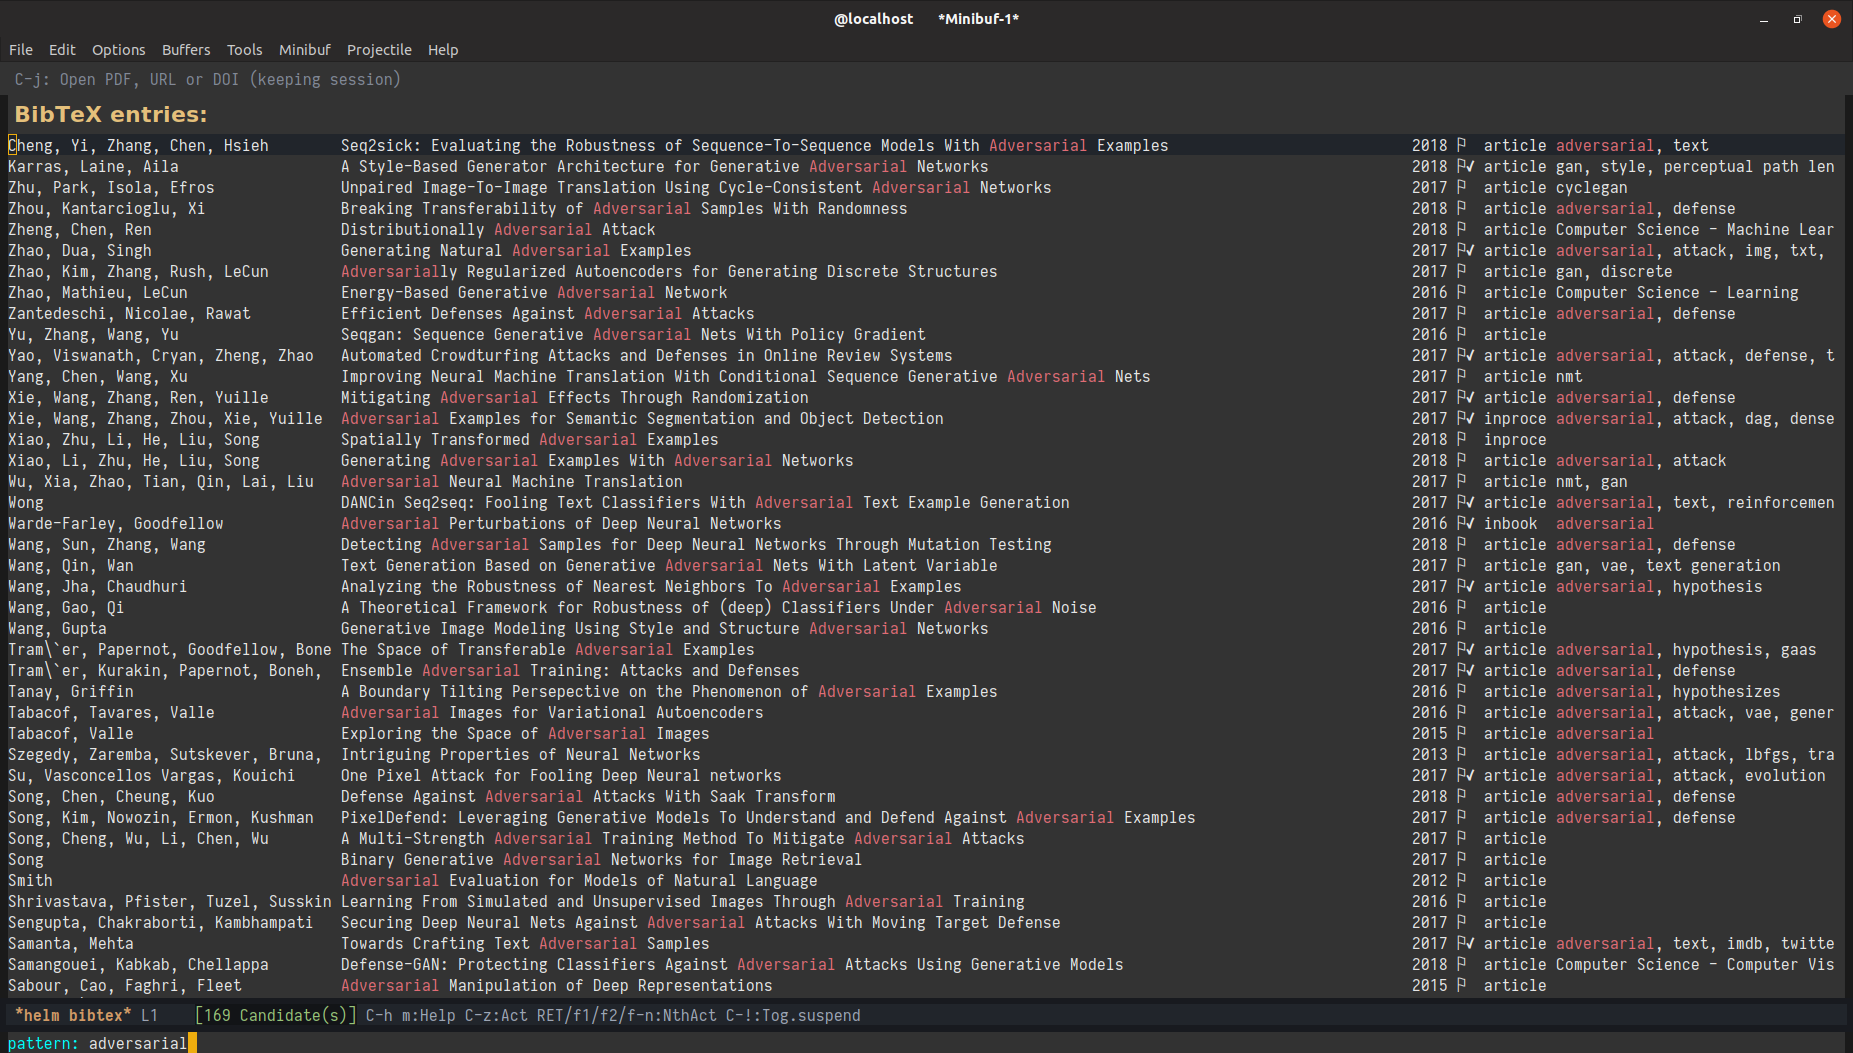 @localhost *Minibuf-1*
File Edit Options Buffers Tools Minibuf Projectile Help
C-j: Open PDF, URL or DOI (keeping session)
BibTeX entries:
Cheng, Yi, Zhang, Chen, Hsieh Seq2sick: Evaluating the Robustness of Sequence-To-Sequence Models With Adversarial Examples 2018 ⚐ article adversarial, text
Karras, Laine, Aila A Style-Based Generator Architecture for Generative Adversarial Networks 2018 ⚐✔ article gan, style, perceptual path len
Zhu, Park, Isola, Efros Unpaired Image-To-Image Translation Using Cycle-Consistent Adversarial Networks 2017 ⚐ article cyclegan
Zhou, Kantarcioglu, Xi Breaking Transferability of Adversarial Samples With Randomness 2018 ⚐ article adversarial, defense
Zheng, Chen, Ren Distributionally Adversarial Attack 2018 ⚐ article Computer Science - Machine Lear
Zhao, Dua, Singh Generating Natural Adversarial Examples 2017 ⚐✔ article adversarial, attack, img, txt,
Zhao, Kim, Zhang, Rush, LeCun Adversarially Regularized Autoencoders for Generating Discrete Structures 2017 ⚐ article gan, discrete
Zhao, Mathieu, LeCun Energy-Based Generative Adversarial Network 2016 ⚐ article Computer Science - Learning
Zantedeschi, Nicolae, Rawat Efficient Defenses Against Adversarial Attacks 2017 ⚐ article adversarial, defense
Yu, Zhang, Wang, Yu Seqgan: Sequence Generative Adversarial Nets With Policy Gradient 2016 ⚐ article
Yao, Viswanath, Cryan, Zheng, Zhao Automated Crowdturfing Attacks and Defenses in Online Review Systems 2017 ⚐✔ article adversarial, attack, defense, t
Yang, Chen, Wang, Xu Improving Neural Machine Translation With Conditional Sequence Generative Adversarial Nets 2017 ⚐ article nmt
Xie, Wang, Zhang, Ren, Yuille Mitigating Adversarial Effects Through Randomization 2017 ⚐✔ article adversarial, defense
Xie, Wang, Zhang, Zhou, Xie, Yuille Adversarial Examples for Semantic Segmentation and Object Detection 2017 ⚐✔ inproce adversarial, attack, dag, dense
Xiao, Zhu, Li, He, Liu, Song Spatially Transformed Adversarial Examples 2018 ⚐ inproce
Xiao, Li, Zhu, He, Liu, Song Generating Adversarial Examples With Adversarial Networks 2018 ⚐ article adversarial, attack
Wu, Xia, Zhao, Tian, Qin, Lai, Liu Adversarial Neural Machine Translation 2017 ⚐ article nmt, gan
Wong DANCin Seq2seq: Fooling Text Classifiers With Adversarial Text Example Generation 2017 ⚐✔ article adversarial, text, reinforcemen
Warde-Farley, Goodfellow Adversarial Perturbations of Deep Neural Networks 2016 ⚐✔ inbook adversarial
Wang, Sun, Zhang, Wang Detecting Adversarial Samples for Deep Neural Networks Through Mutation Testing 2018 ⚐ article adversarial, defense
Wang, Qin, Wan Text Generation Based on Generative Adversarial Nets With Latent Variable 2017 ⚐ article gan, vae, text generation
Wang, Jha, Chaudhuri Analyzing the Robustness of Nearest Neighbors To Adversarial Examples 2017 ⚐✔ article adversarial, hypothesis
Wang, Gao, Qi A Theoretical Framework for Robustness of (deep) Classifiers Under Adversarial Noise 2016 ⚐ article
Wang, Gupta Generative Image Modeling Using Style and Structure Adversarial Networks 2016 ⚐ article
Tram\`er, Papernot, Goodfellow, Bone The Space of Transferable Adversarial Examples 2017 ⚐✔ article adversarial, hypothesis, gaas
Tram\`er, Kurakin, Papernot, Boneh, Ensemble Adversarial Training: Attacks and Defenses 2017 ⚐✔ article adversarial, defense
Tanay, Griffin A Boundary Tilting Persepective on the Phenomenon of Adversarial Examples 2016 ⚐ article adversarial, hypothesizes
Tabacof, Tavares, Valle Adversarial Images for Variational Autoencoders 2016 ⚐ article adversarial, attack, vae, gener
Tabacof, Valle Exploring the Space of Adversarial Images 2015 ⚐ article adversarial
Szegedy, Zaremba, Sutskever, Bruna, Intriguing Properties of Neural Networks 2013 ⚐ article adversarial, attack, lbfgs, tra
Su, Vasconcellos Vargas, Kouichi One Pixel Attack for Fooling Deep Neural networks 2017 ⚐✔ article adversarial, attack, evolution
Song, Chen, Cheung, Kuo Defense Against Adversarial Attacks With Saak Transform 2018 ⚐ article adversarial, defense
Song, Kim, Nowozin, Ermon, Kushman PixelDefend: Leveraging Generative Models To Understand and Defend Against Adversarial Examples 2017 ⚐ article adversarial, defense
Song, Cheng, Wu, Li, Chen, Wu A Multi-Strength Adversarial Training Method To Mitigate Adversarial Attacks 2017 ⚐ article
Song Binary Generative Adversarial Networks for Image Retrieval 2017 ⚐ article
Smith Adversarial Evaluation for Models of Natural Language 2012 ⚐ article
Shrivastava, Pfister, Tuzel, Susskin Learning From Simulated and Unsupervised Images Through Adversarial Training 2016 ⚐ article
Sengupta, Chakraborti, Kambhampati Securing Deep Neural Nets Against Adversarial Attacks With Moving Target Defense 2017 ⚐ article
Samanta, Mehta Towards Crafting Text Adversarial Samples 2017 ⚐✔ article adversarial, text, imdb, twitte
Samangouei, Kabkab, Chellappa Defense-GAN: Protecting Classifiers Against Adversarial Attacks Using Generative Models 2018 ⚐ article Computer Science - Computer Vis
Sabour, Cao, Faghri, Fleet Adversarial Manipulation of Deep Representations 2015 ⚐ article
*helm bibtex* L1 [169 Candidate(s)] C-h m:Help C-z:Act RET/f1/f2/f-n:NthAct C-!:Tog.suspend
pattern: adversarial